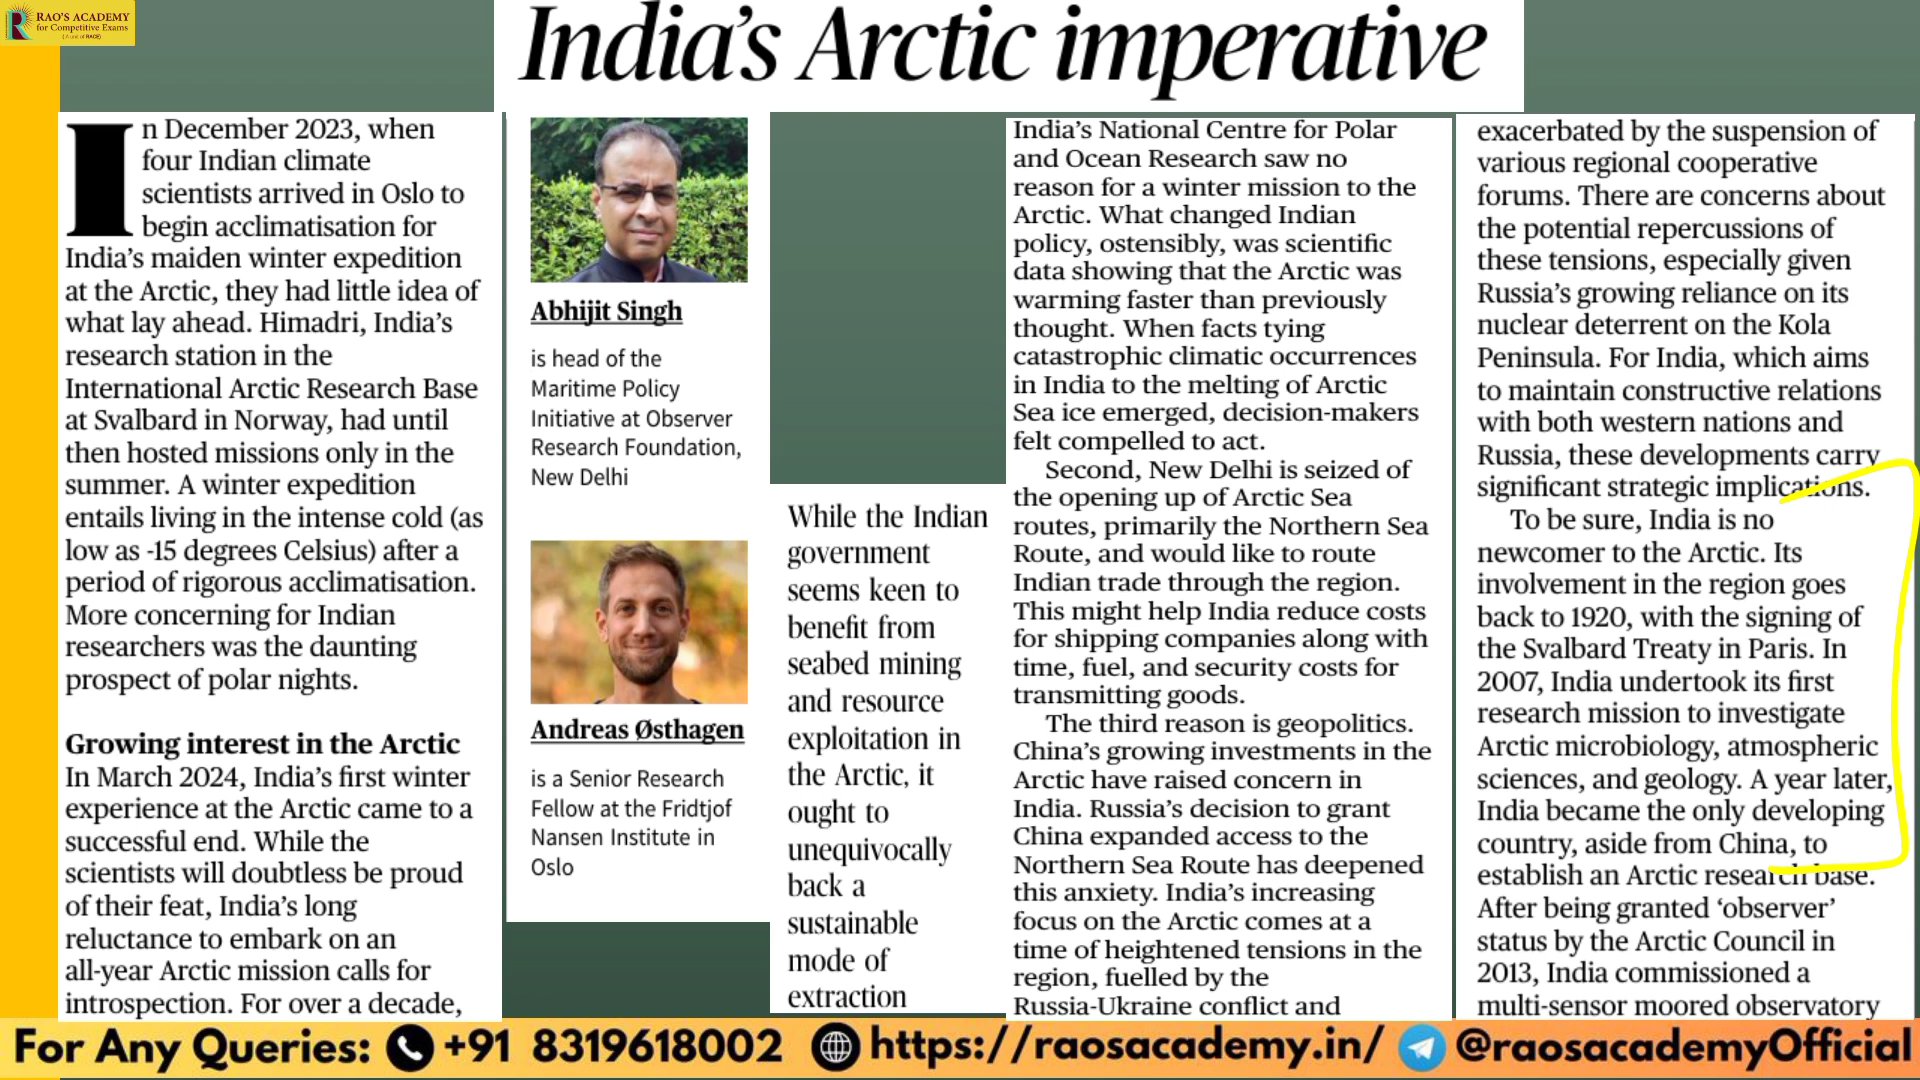 RAO'S ACADEMY
for Competitive Exams
(A unit of RACE)
India's Arctic imperative
In December 2023, when
four Indian climate
scientists arrived in Oslo to
begin acclimatisation for
India's maiden winter expedition
at the Arctic, they had little idea of
what lay ahead. Himadri, India's
research station in the
International Arctic Research Base
at Svalbard in Norway, had until
then hosted missions only in the
summer. A winter expedition
entails living in the intense cold (as
low as -15 degrees Celsius) after a
period of rigorous acclimatisation.
More concerning for Indian
researchers was the daunting
prospect of polar nights.
Growing interest in the Arctic
In March 2024, India's first winter
experience at the Arctic came to a
successful end. While the
scientists will doubtless be proud
of their feat, India's long
reluctance to embark on an
all-year Arctic mission calls for
introspection. For over a decade,
Abhijit Singh
is head of the
Maritime Policy
Initiative at Observer
Research Foundation,
New Delhi
Andreas Østhagen
is a Senior Research
Fellow at the Fridtjof
Nansen Institute in
Oslo
While the Indian
government
seems keen to
benefit from
seabed mining
and resource
exploitation in
the Arctic, it
ought to
unequivocally
back a
sustainable
mode of
extraction
India's National Centre for Polar
and Ocean Research saw no
reason for a winter mission to the
Arctic. What changed Indian
policy, ostensibly, was scientific
data showing that the Arctic was
warming faster than previously
thought. When facts tying
catastrophic climatic occurrences
in India to the melting of Arctic
Sea ice emerged, decision-makers
felt compelled to act.
Second, New Delhi is seized of
the opening up of Arctic Sea
routes, primarily the Northern Sea
Route, and would like to route
Indian trade through the region.
This might help India reduce costs
for shipping companies along with
time, fuel, and security costs for
transmitting goods.
The third reason is geopolitics.
China's growing investments in the
Arctic have raised concern in
India. Russia's decision to grant
China expanded access to the
Northern Sea Route has deepened
this anxiety. India's increasing
focus on the Arctic comes at a
time of heightened tensions in the
region, fuelled by the
Russia-Ukraine conflict and
exacerbated by the suspension of
various regional cooperative
forums. There are concerns about
the potential repercussions of
these tensions, especially given
Russia's growing reliance on its
nuclear deterrent on the Kola
Peninsula. For India, which aims
to maintain constructive relations
with both western nations and
Russia, these developments carry
significant strategic implications.
To be sure, India is no
newcomer to the Arctic. Its
involvement in the region goes
back to 1920, with the signing of
the Svalbard Treaty in Paris. In
2007, India undertook its first
research mission to investigate
Arctic microbiology, atmospheric
sciences, and geology. A year later,
India became the only developing
country, aside from China, to
establish an Arctic research base.
After being granted 'observer'
status by the Arctic Council in
2013, India commissioned a
multi-sensor moored observatory
For Any Queries: +91 8319618002 https://raosacademy.in/ @raosacademyOfficial